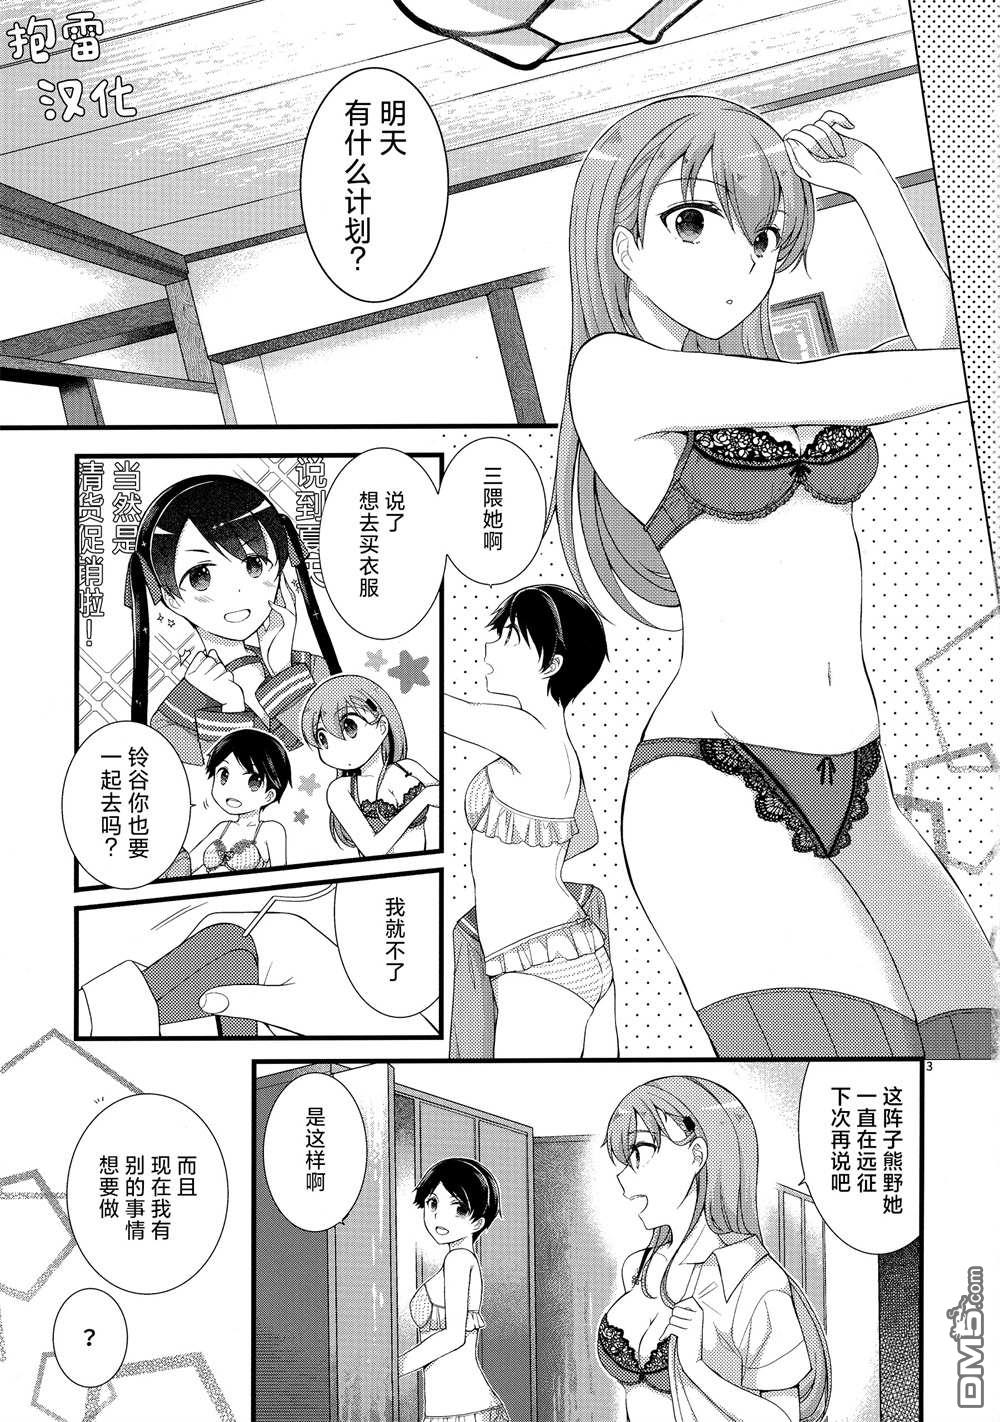 抱雷
汉化
明天
有什么计划?
三隈她啊
说了
想去买衣服
说到夏
当然是
清货促销啦!
铃谷你也要
一起去吗?
我就不了
3
这阵子熊野她
一直在远征
下次再说吧
是这样
啊
而且
现在我有
别的事情
想要做
?
DM5.com